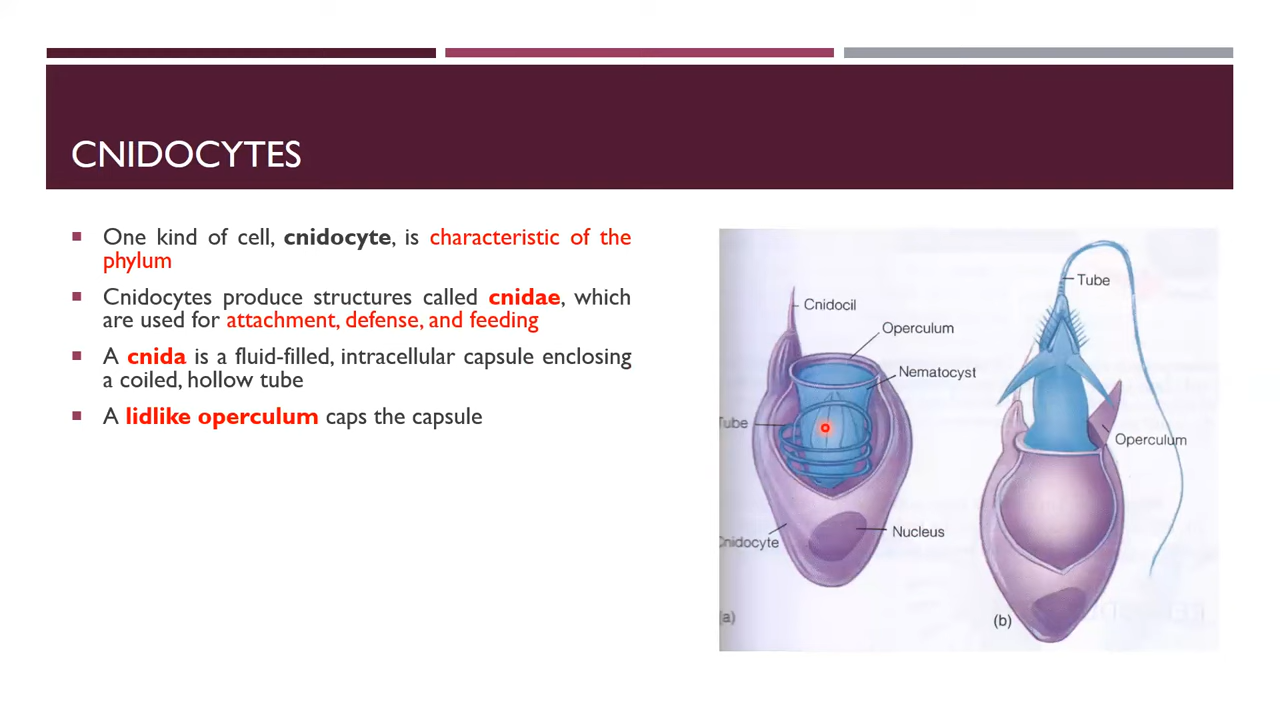 CNIDOCYTES
One kind of cell, cnidocyte, is characteristic of the
phylum
Cnidocytes produce structures called cnidae, which
are used for attachment, defense, and feeding
A cnida is a fluid-filled, intracellular capsule enclosing
a coiled, hollow tube
A lidlike operculum caps the capsule
Cnidocil
Operculum
Nematocyst
Tube
Nucleus
Cnidocyte
(a)
Tube
Operculum
(b)